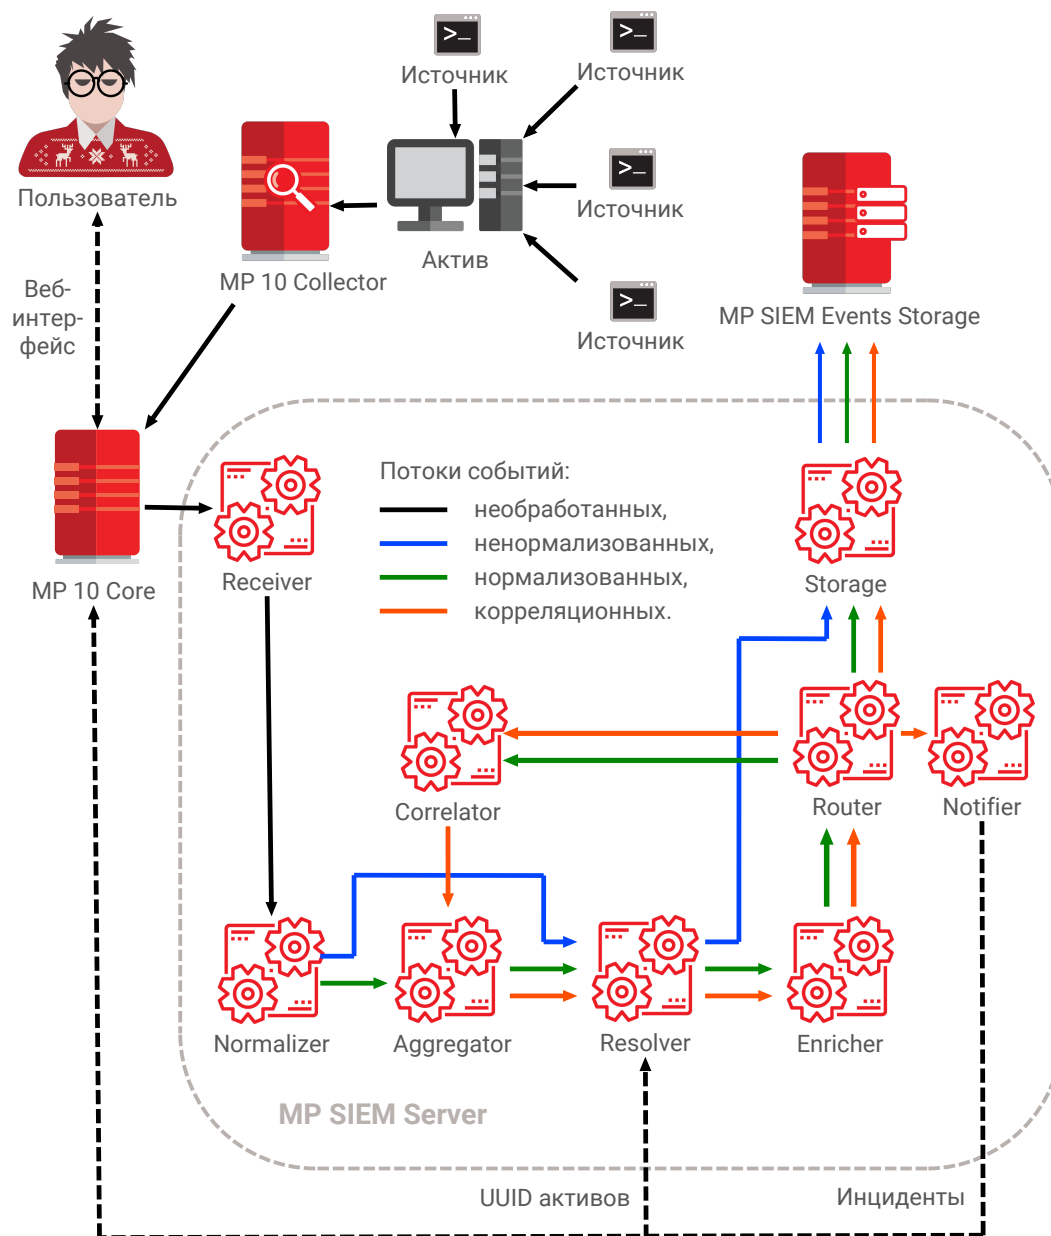 >_
Источник
>_
Источник
>_
Источник
>_
Источник
Пользователь
Актив
MP 10 Collector
MP SIEM Events Storage
Веб-
интер-
фейс
Потоки событий:
необработанных,
ненормализованных,
нормализованных,
корреляционных.
MP 10 Core
Receiver
Storage
Correlator
Router
Notifier
Normalizer
Aggregator
Resolver
Enricher
MP SIEM Server
UUID активов
Инциденты